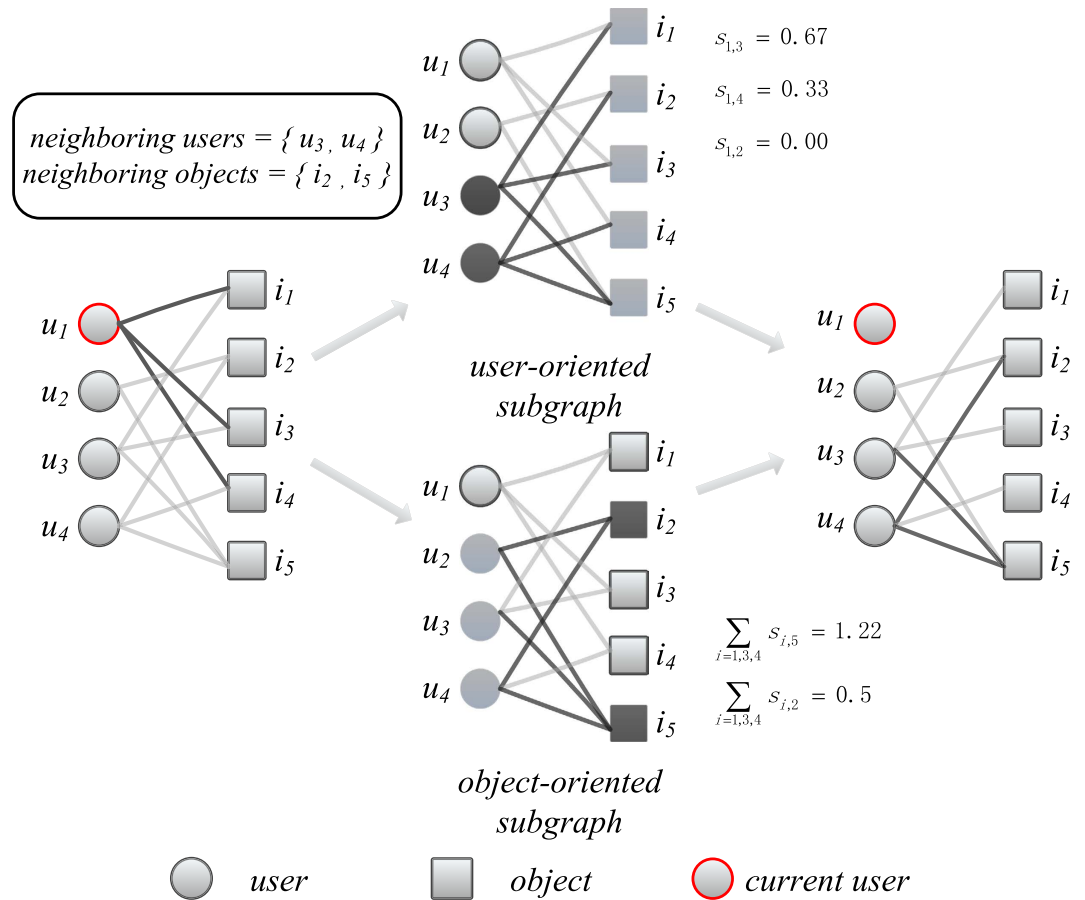 neighboring users = { u3 , u4 }
neighboring objects = { i2 , i5 }
u1
u2
u3
u4
i1
i2
i3
i4
i5
u1
u2
u3
u4
i1
i2
i3
i4
i5
s1,3 = 0.67
s1,4 = 0.33
s1,2 = 0.00
user-oriented
subgraph
u1
u2
u3
u4
i1
i2
i3
i4
i5
∑i=1,3,4 si,5 = 1.22
∑i=1,3,4 si,2 = 0.5
object-oriented
subgraph
u1
u2
u3
u4
i1
i2
i3
i4
i5
user
object
current user